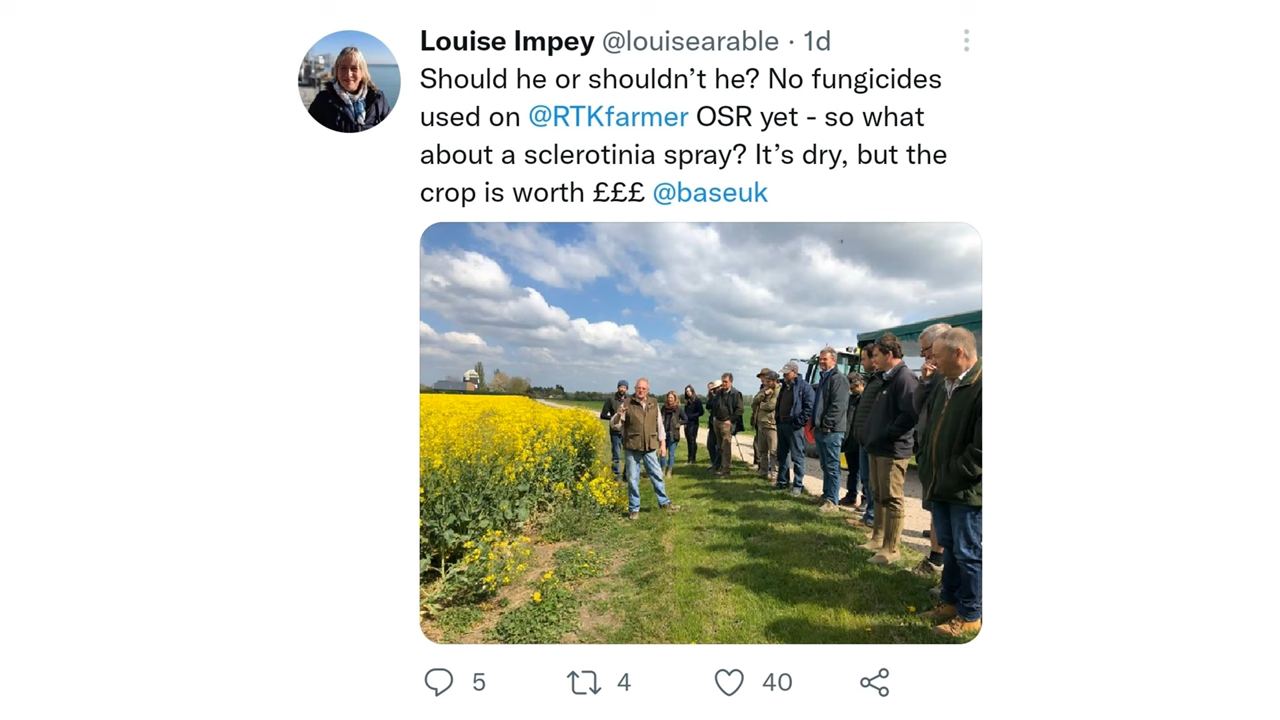 Louise Impey @louisearable · 1d
Should he or shouldn’t he? No fungicides
used on @RTKfarmer OSR yet - so what
about a sclerotinia spray? It’s dry, but the
crop is worth £££ @baseuk
5 4 40